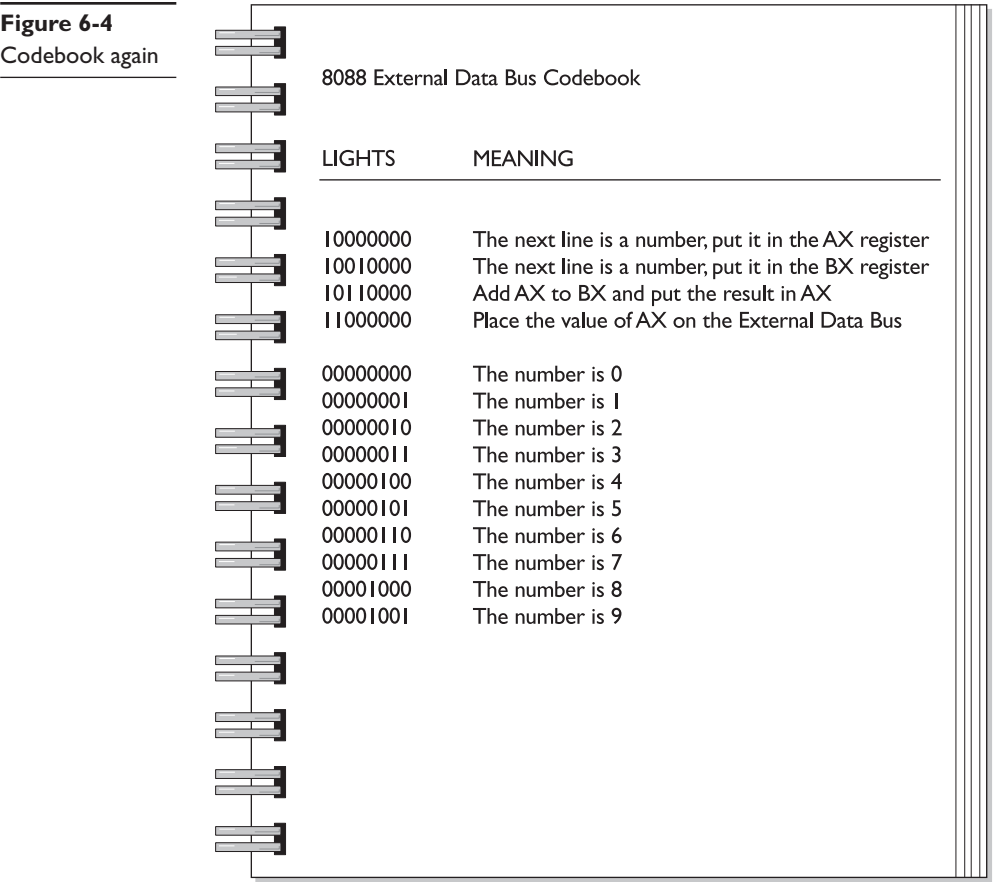 Figure 6-4
Codebook again
8088 External Data Bus Codebook
LIGHTS MEANING
10000000 The next line is a number, put it in the AX register
10010000 The next line is a number, put it in the BX register
10110000 Add AX to BX and put the result in AX
11000000 Place the value of AX on the External Data Bus
00000000 The number is 0
00000001 The number is 1
00000010 The number is 2
00000011 The number is 3
00000100 The number is 4
00000101 The number is 5
00000110 The number is 6
00000111 The number is 7
00001000 The number is 8
00001001 The number is 9